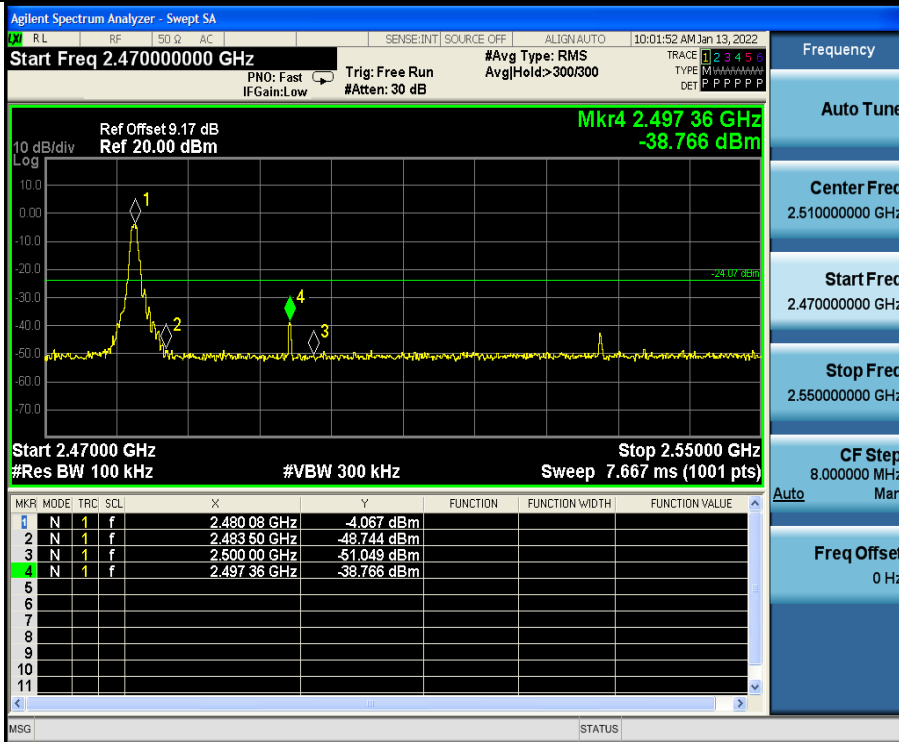 Agilent Spectrum Analyzer - Swept SA
LXI RL RF 50 Ω AC SENSE:INT SOURCE OFF ALIGN AUTO 10:01:52 AM Jan 13, 2022
Start Freq 2.470000000 GHz
PNO: Fast
IFGain:Low
Trig: Free Run
#Atten: 30 dB
#Avg Type: RMS
Avg|Hold:>300/300
TRACE 1 2 3 4 5 6
TYPE M
DET P P P P P P
Ref Offset 9.17 dB
10 dB/div Ref 20.00 dBm
Log
Mkr4 2.497 36 GHz
-38.766 dBm
10.0
0.00
-10.0
-20.0
-30.0
-40.0
-50.0
-60.0
-70.0
1
2
4
3
-24.07 dBm
Start 2.47000 GHz Stop 2.55000 GHz
#Res BW 100 kHz #VBW 300 kHz Sweep 7.667 ms (1001 pts)
MKR MODE TRC SCL X Y FUNCTION FUNCTION WIDTH FUNCTION VALUE
1 N 1 f 2.480 08 GHz -4.067 dBm
2 N 1 f 2.483 50 GHz -48.744 dBm
3 N 1 f 2.500 00 GHz -51.049 dBm
4 N 1 f 2.497 36 GHz -38.766 dBm
5
6
7
8
9
10
11
MSG STATUS
Frequency
Auto Tune
Center Freq
2.510000000 GHz
Start Freq
2.470000000 GHz
Stop Freq
2.550000000 GHz
CF Step
8.000000 MHz
Auto Man
Freq Offset
0 Hz